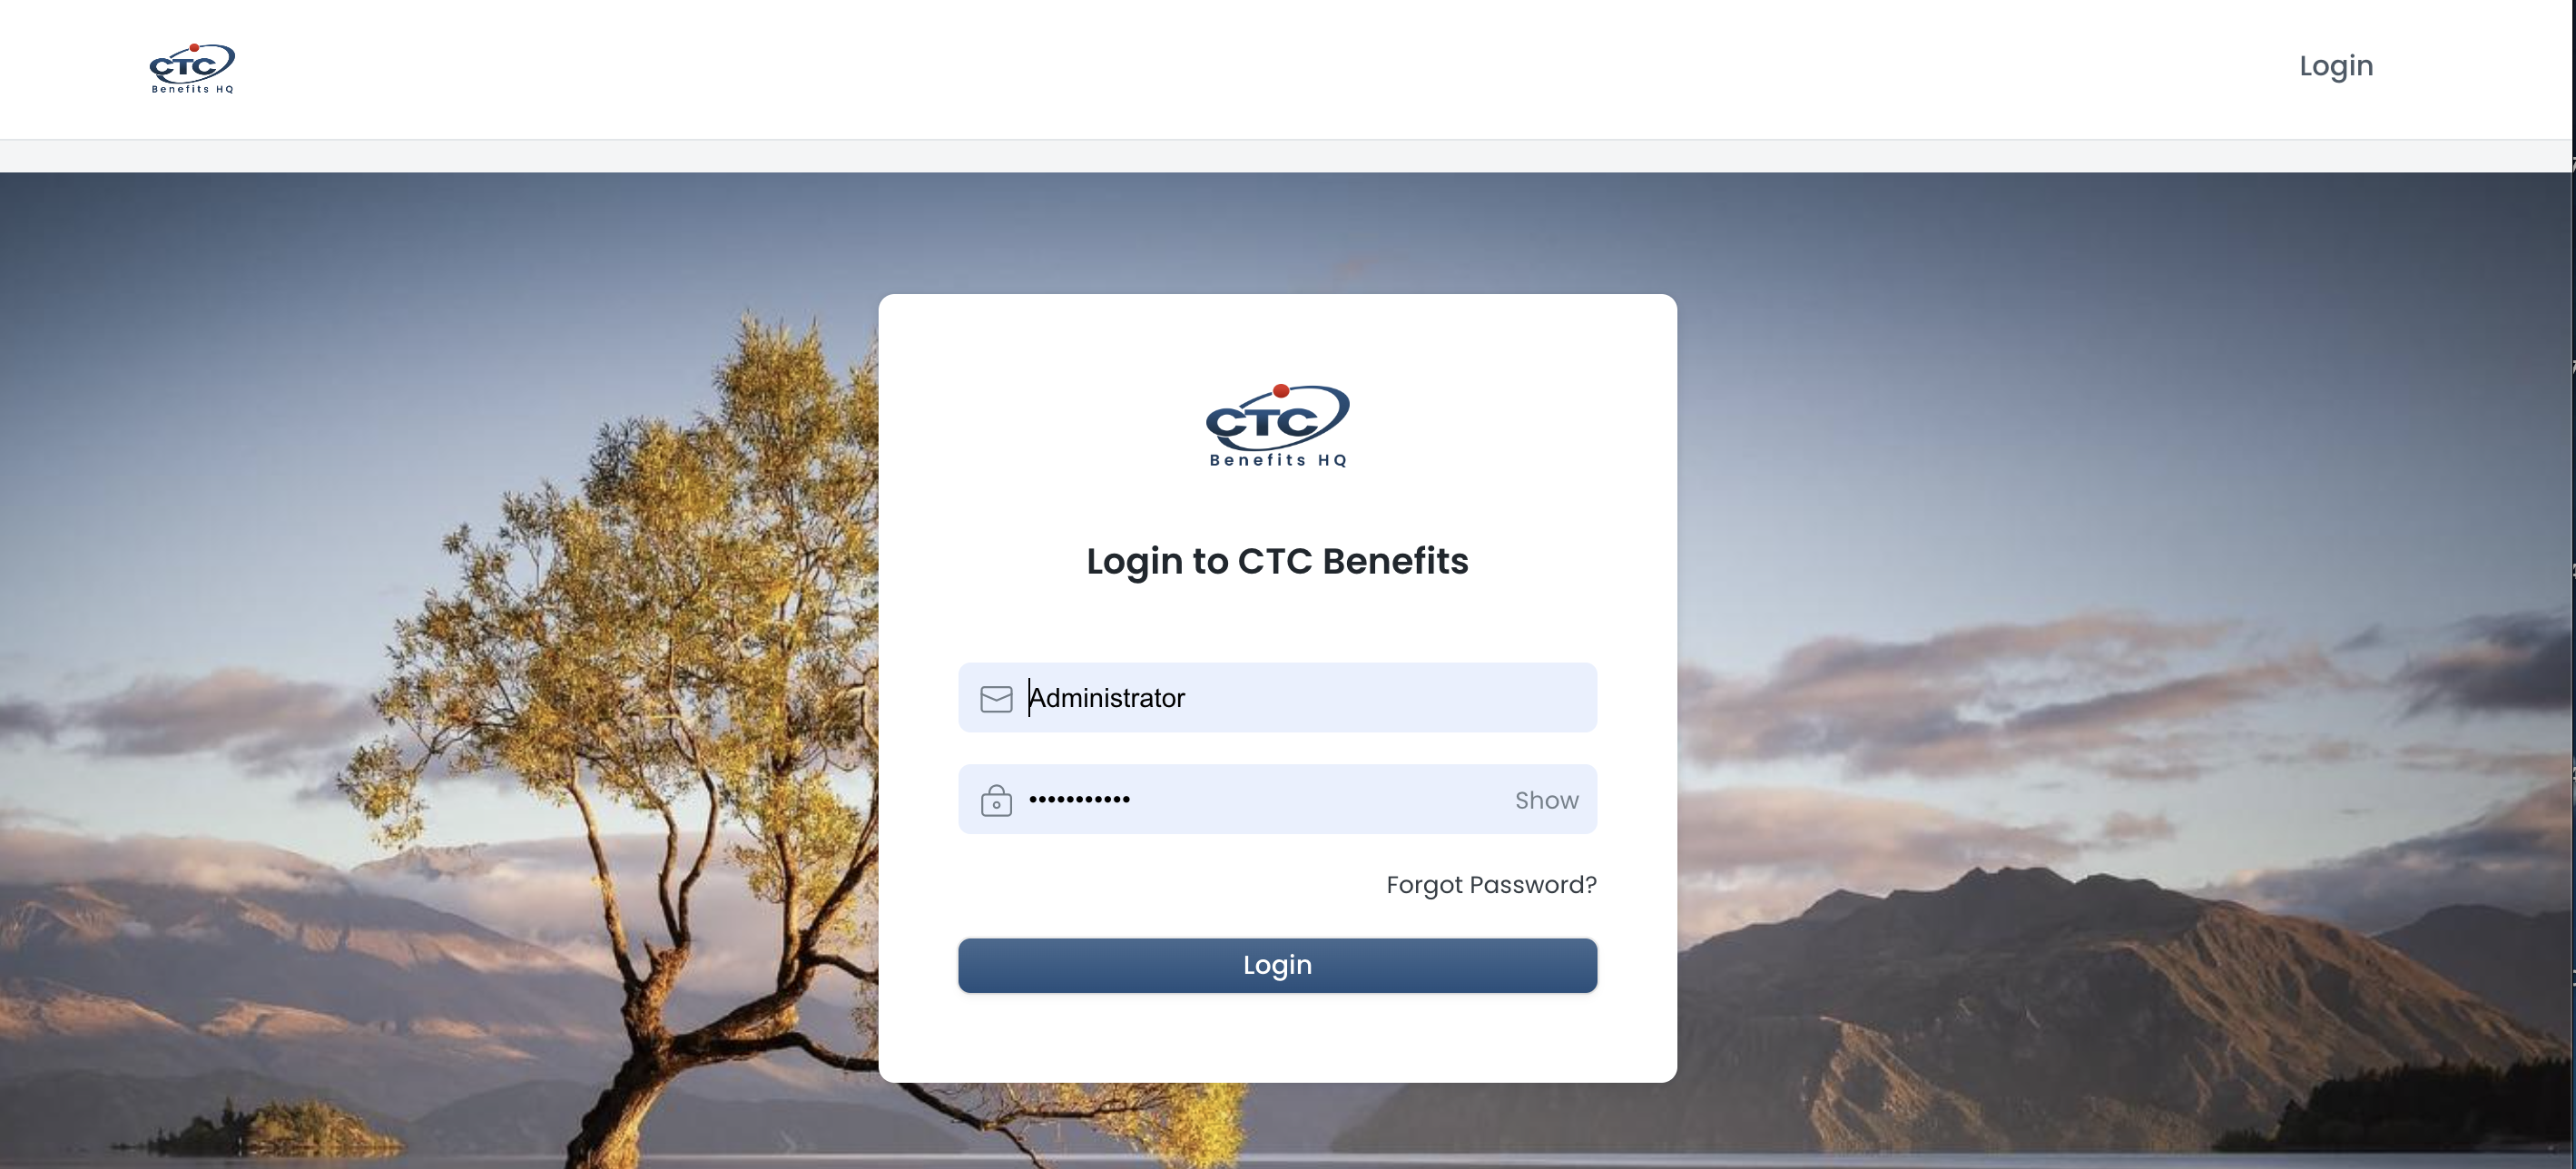 CTC
Benefits HQ
Login
CTC
Benefits HQ
Login to CTC Benefits
Administrator
•••••••••••
Show
Forgot Password?
Login